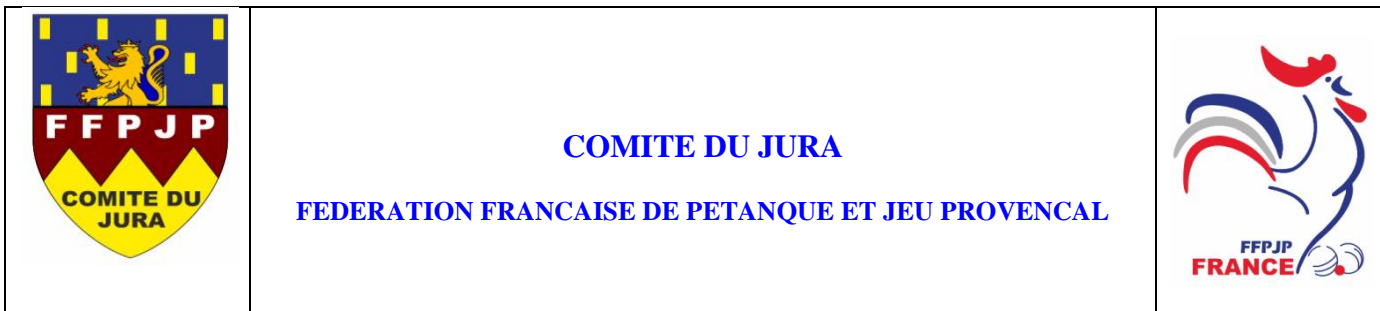 FFPJP
COMITE DU
JURA
COMITE DU JURA
FEDERATION FRANCAISE DE PETANQUE ET JEU PROVENCAL
FFPJP
FRANCE